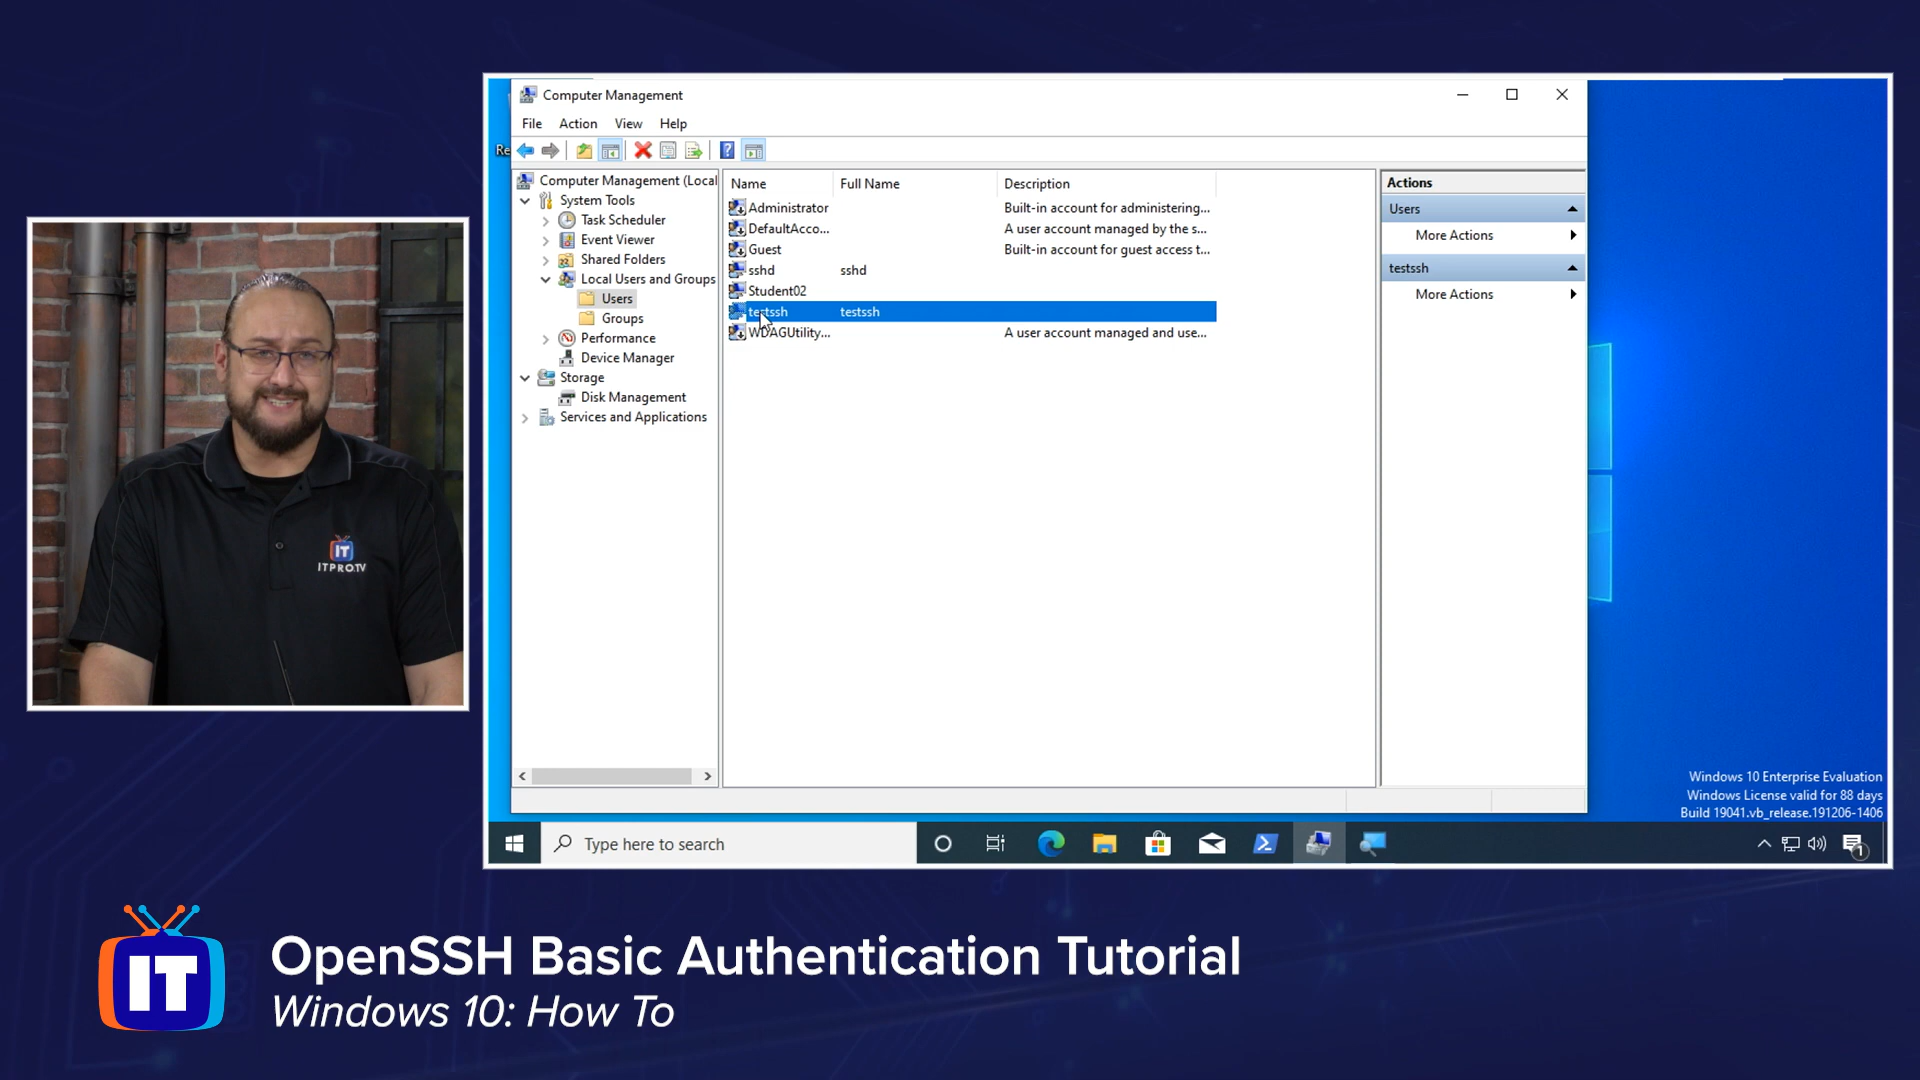 Computer Management
File Action View Help
Re
Computer Management (Local
System Tools
Task Scheduler
Event Viewer
Shared Folders
Local Users and Groups
Users
Groups
Performance
Device Manager
Storage
Disk Management
Services and Applications
Name Full Name Description
Administrator Built-in account for administering...
DefaultAcco... A user account managed by the s...
Guest Built-in account for guest access t...
sshd sshd
Student02
testssh testssh
WDAGUtility... A user account managed and use...
Actions
Users
More Actions
testssh
More Actions
IT
ITPRO.TV
Windows 10 Enterprise Evaluation
Windows License valid for 88 days
Build 19041.vb_release.191206-1406
Type here to search
1
IT
OpenSSH Basic Authentication Tutorial
Windows 10: How To